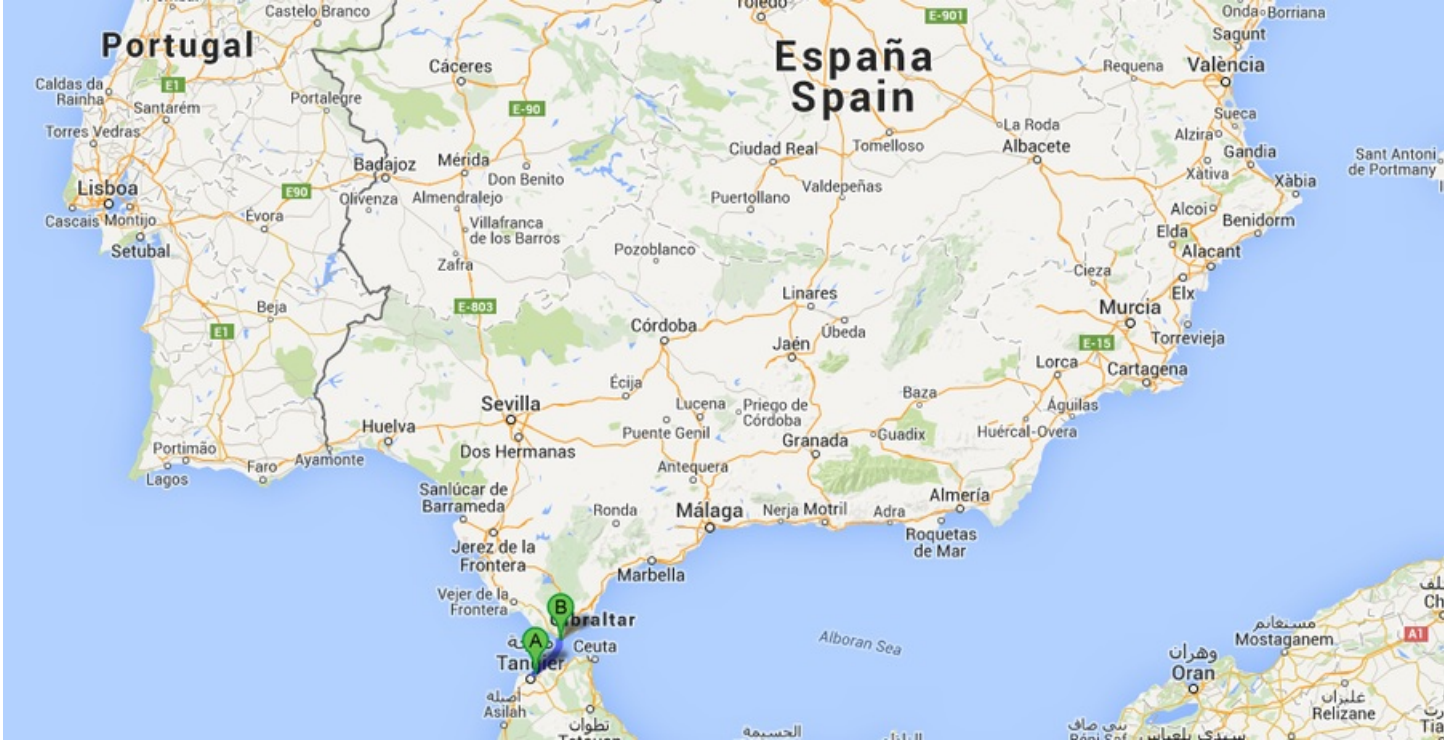 Castelo Branco
Toledo
E-901
Onda
Borriana
Sagunt
Portugal
España
Spain
Cáceres
Requena
València
Caldas da
Rainha
E1
Santarém
Portalegre
E-90
Sueca
La Roda
Torres Vedras
Alzira
Ciudad Real
Tomelloso
Albacete
Gandia
Badajoz
Mérida
Don Benito
Sant Antoni
de Portmany
Xàtiva
Xàbia
Lisboa
E90
Olivenza
Almendralejo
Puertollano
Valdepeñas
Cascais
Montijo
Évora
Alcoi
Benidorm
Villafranca
de los Barros
Elda
Setubal
Pozoblanco
Alacant
Zafra
Cieza
Linares
Elx
Beja
E-803
Murcia
E1
Córdoba
Úbeda
Torrevieja
Jaén
E-15
Lorca
Cartagena
Écija
Baza
Sevilla
Lucena
Priego de
Córdoba
Águilas
Huelva
Puente Genil
Granada
Guadix
Huércal-Overa
Portimão
Dos Hermanas
Faro
Ayamonte
Antequera
Lagos
Sanlúcar de
Barrameda
Ronda
Málaga
Nerja
Motril
Adra
Almería
Roquetas
de Mar
Jerez de la
Frontera
Marbella
Vejer de la
Frontera
B
Gibraltar
A
Ceuta
Tangier
Alboran Sea
مستغانم
Mostaganem
A1
وهران
Oran
أصيلة
Asilah
تطوان
غليزان
Relizane
الحسيمة
سيدي بلعباس